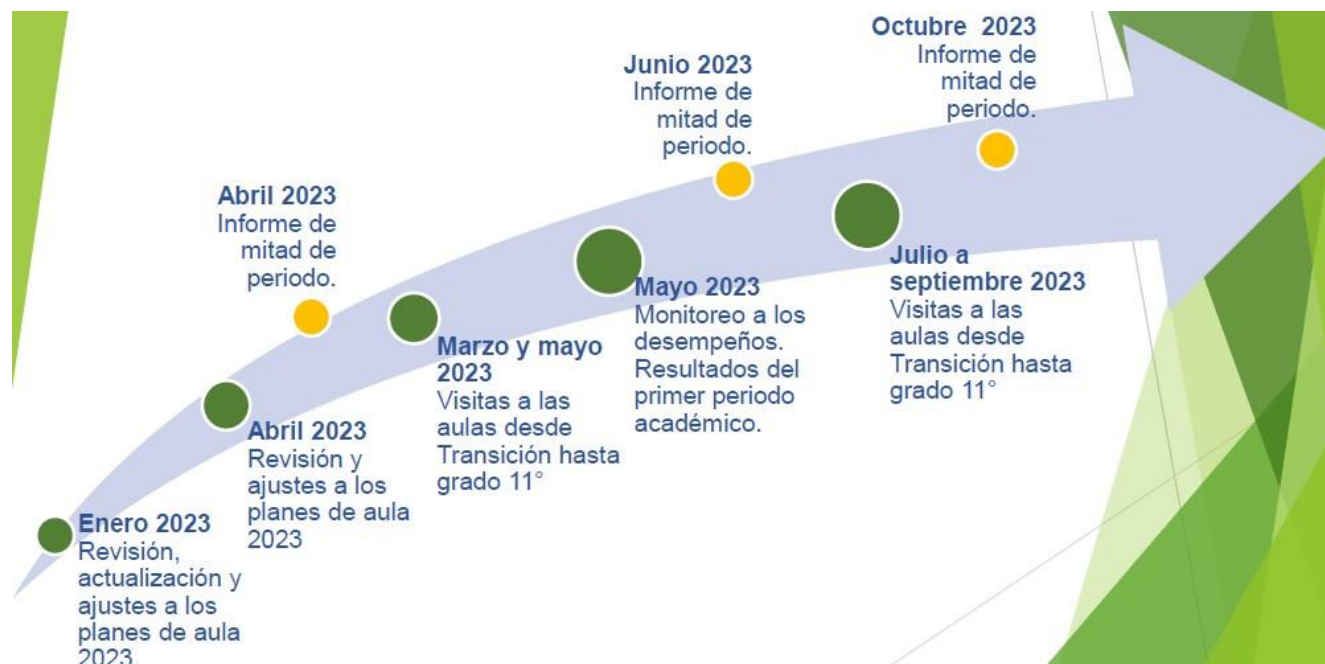 Enero 2023
Revisión,
actualización y
ajustes a los
planes de aula
2023
Abril 2023
Revisión y
ajustes a los
planes de aula
2023
Abril 2023
Informe de
mitad de
periodo.
Marzo y mayo
2023
Visitas a las
aulas desde
Transición hasta
grado 11°
Mayo 2023
Monitoreo a los
desempeños.
Resultados del
primer periodo
académico.
Junio 2023
Informe de
mitad de
periodo.
Julio a
septiembre 2023
Visitas a las
aulas desde
Transición hasta
grado 11°
Octubre 2023
Informe de
mitad de
periodo.